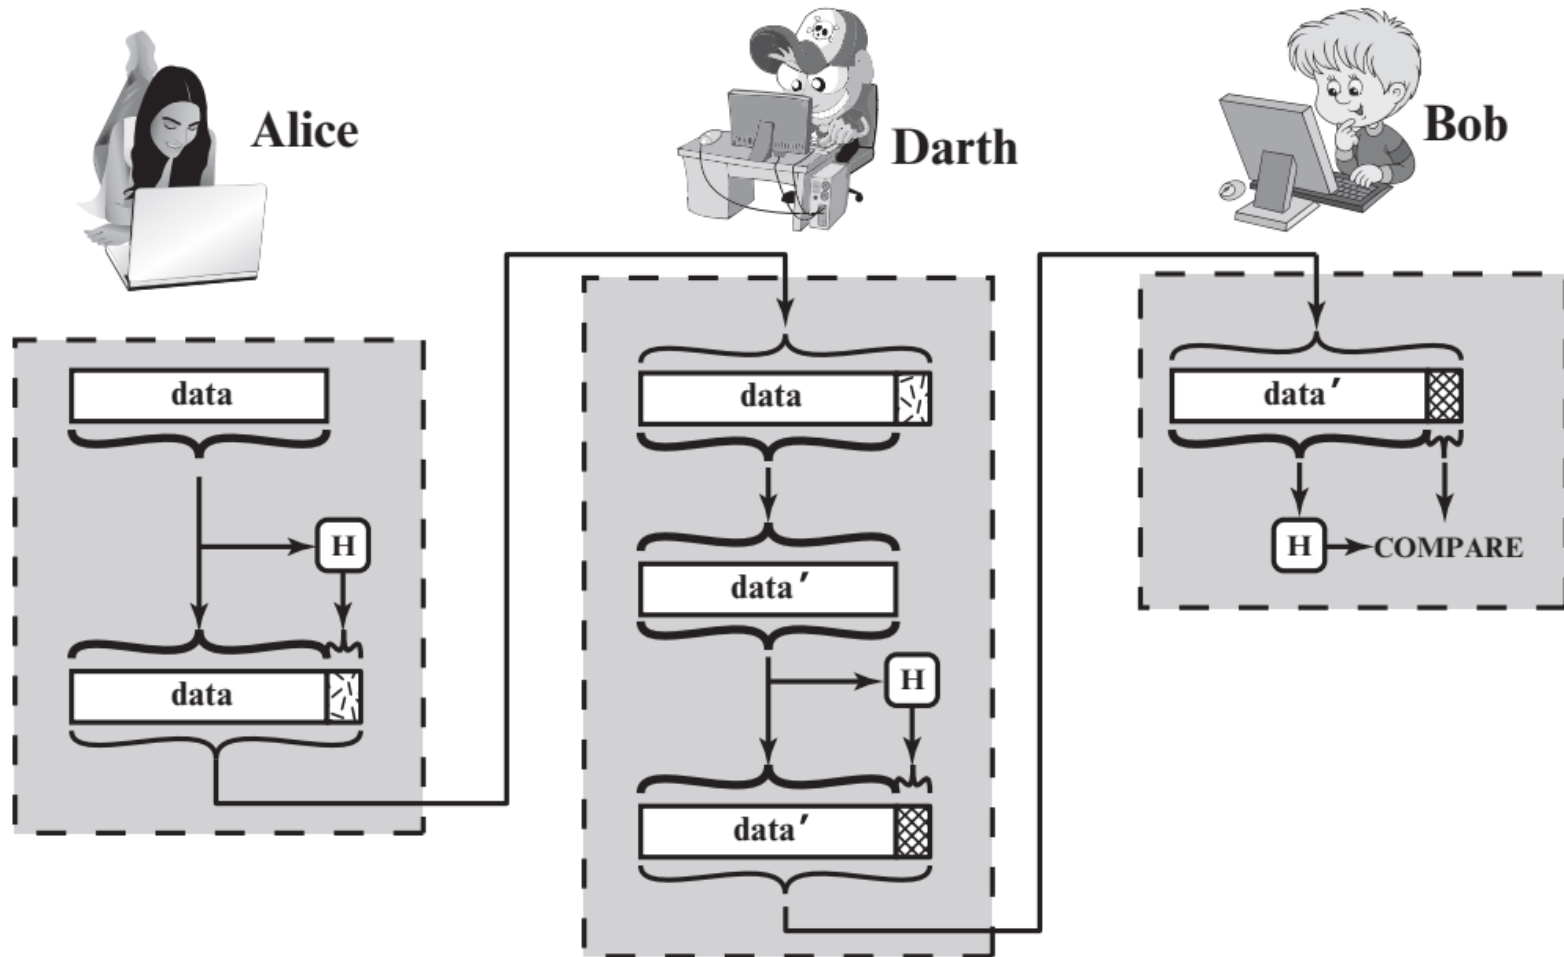 Alice
Darth
Bob
data
H
data
data
data′
H
data′
data′
H
COMPARE